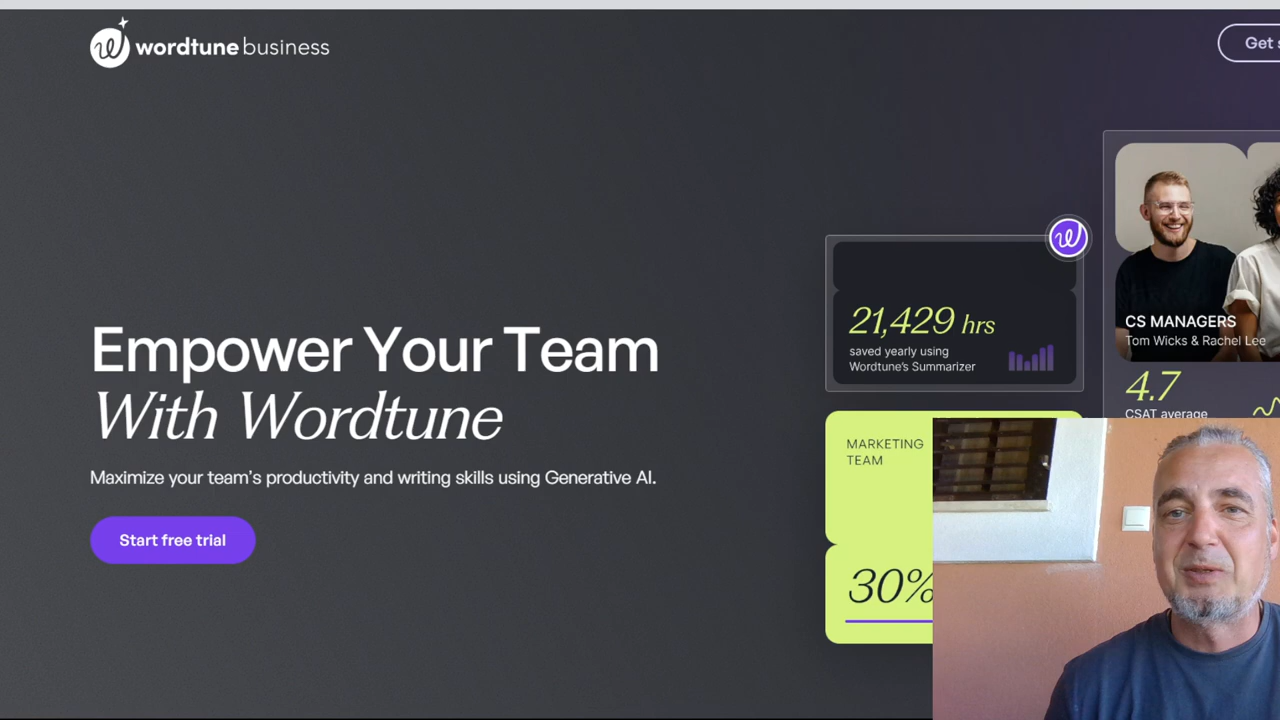 wordtune business
Get
Empower Your Team
With Wordtune
Maximize your team's productivity and writing skills using Generative AI.
Start free trial
21,429 hrs
saved yearly using
Wordtune's Summarizer
CS MANAGERS
Tom Wicks & Rachel Lee
4.7
CSAT average
MARKETING
TEAM
30%